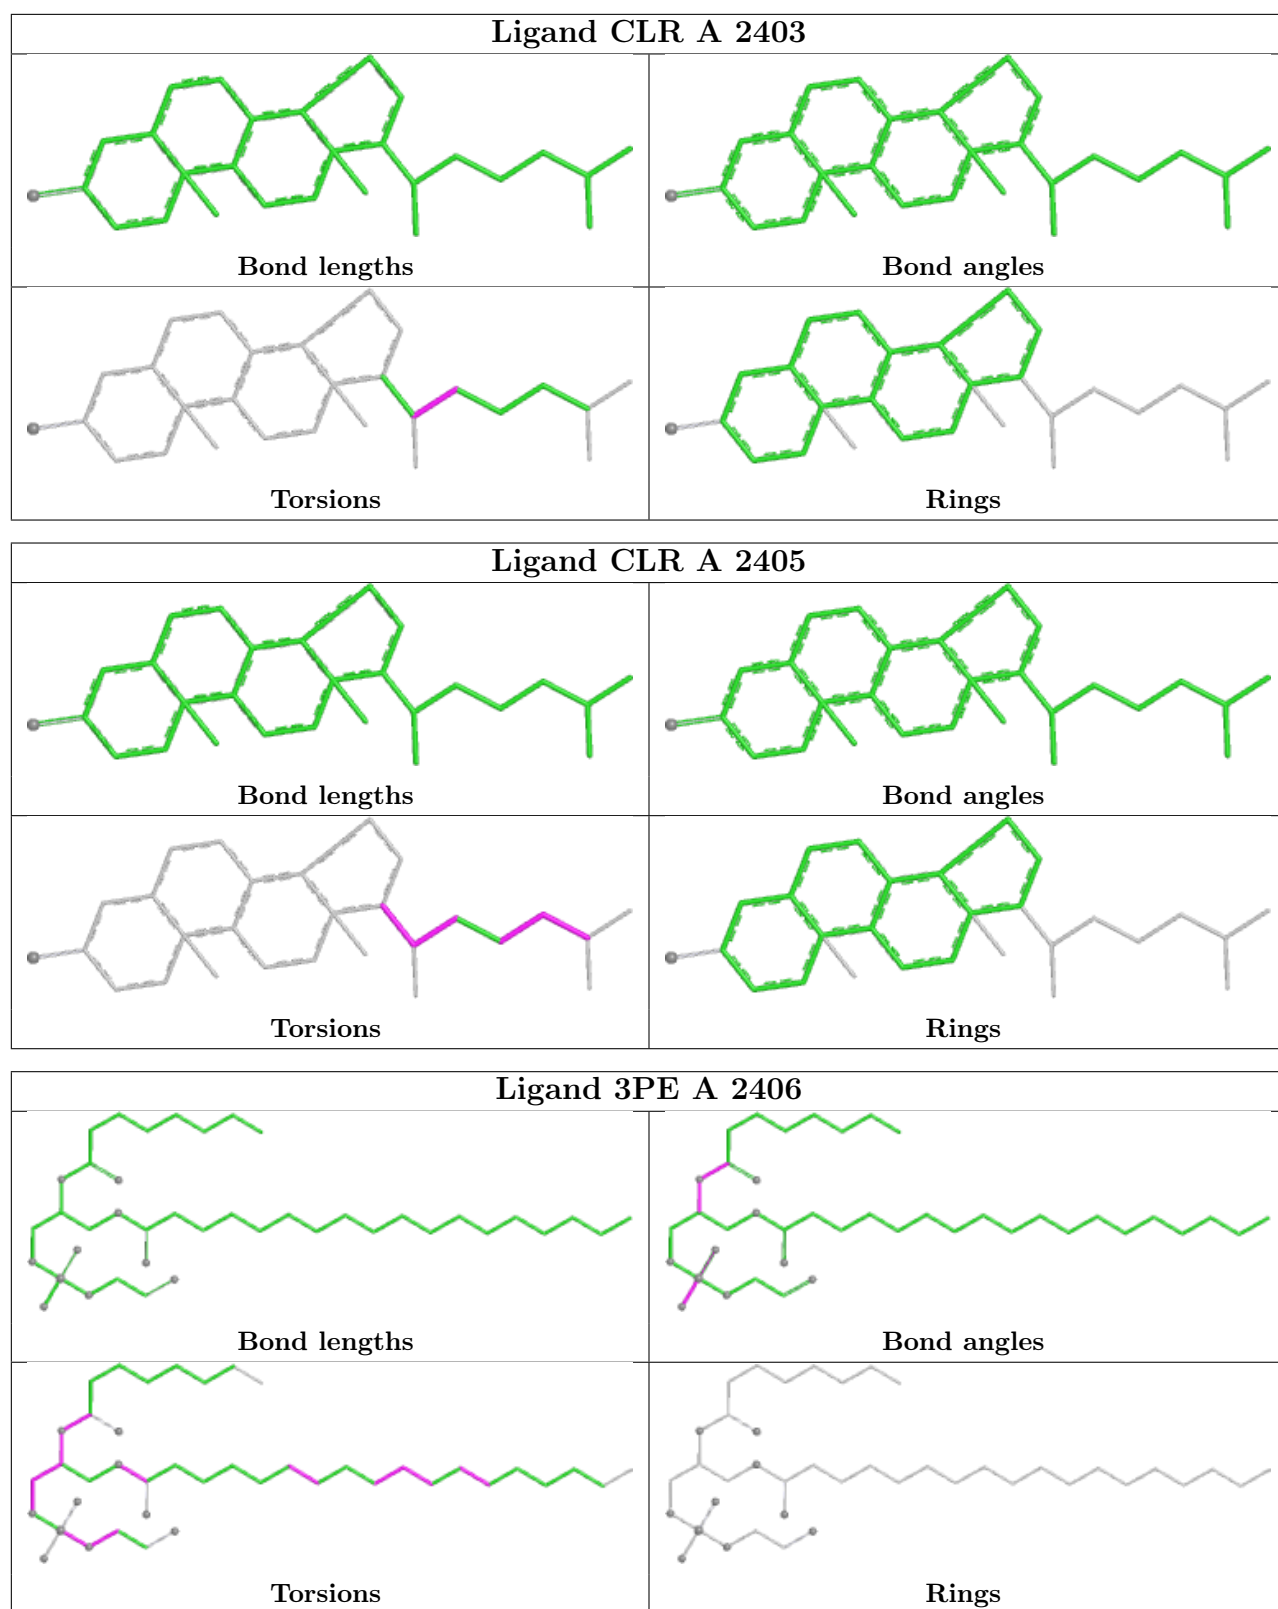 Ligand CLR A 2403
Bond lengths
Bond angles
Torsions
Rings
Ligand CLR A 2405
Bond lengths
Bond angles
Torsions
Rings
Ligand 3PE A 2406
Bond lengths
Bond angles
Torsions
Rings